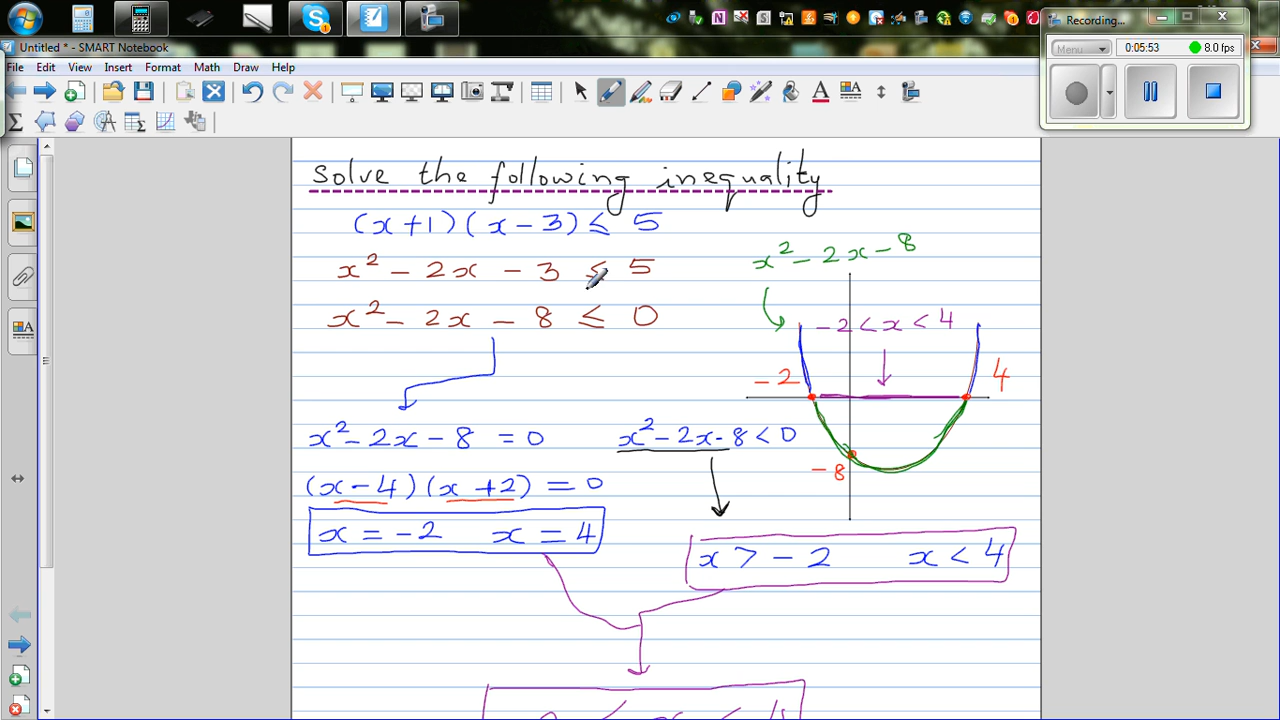 Recording...
Menu
0:05:53
8.0 fps
Untitled * - SMART Notebook
File Edit View Insert Format Math Draw Help
Solve the following inequality
(x+1)(x-3) ≤ 5
x² - 2x - 3 ≤ 5
x² - 2x - 8 ≤ 0
x² - 2x - 8
-2 < x < 4
-2
4
-8
x² - 2x - 8 = 0
x² - 2x - 8 < 0
(x-4)(x+2) = 0
x = -2 x = 4
x > -2 x < 4